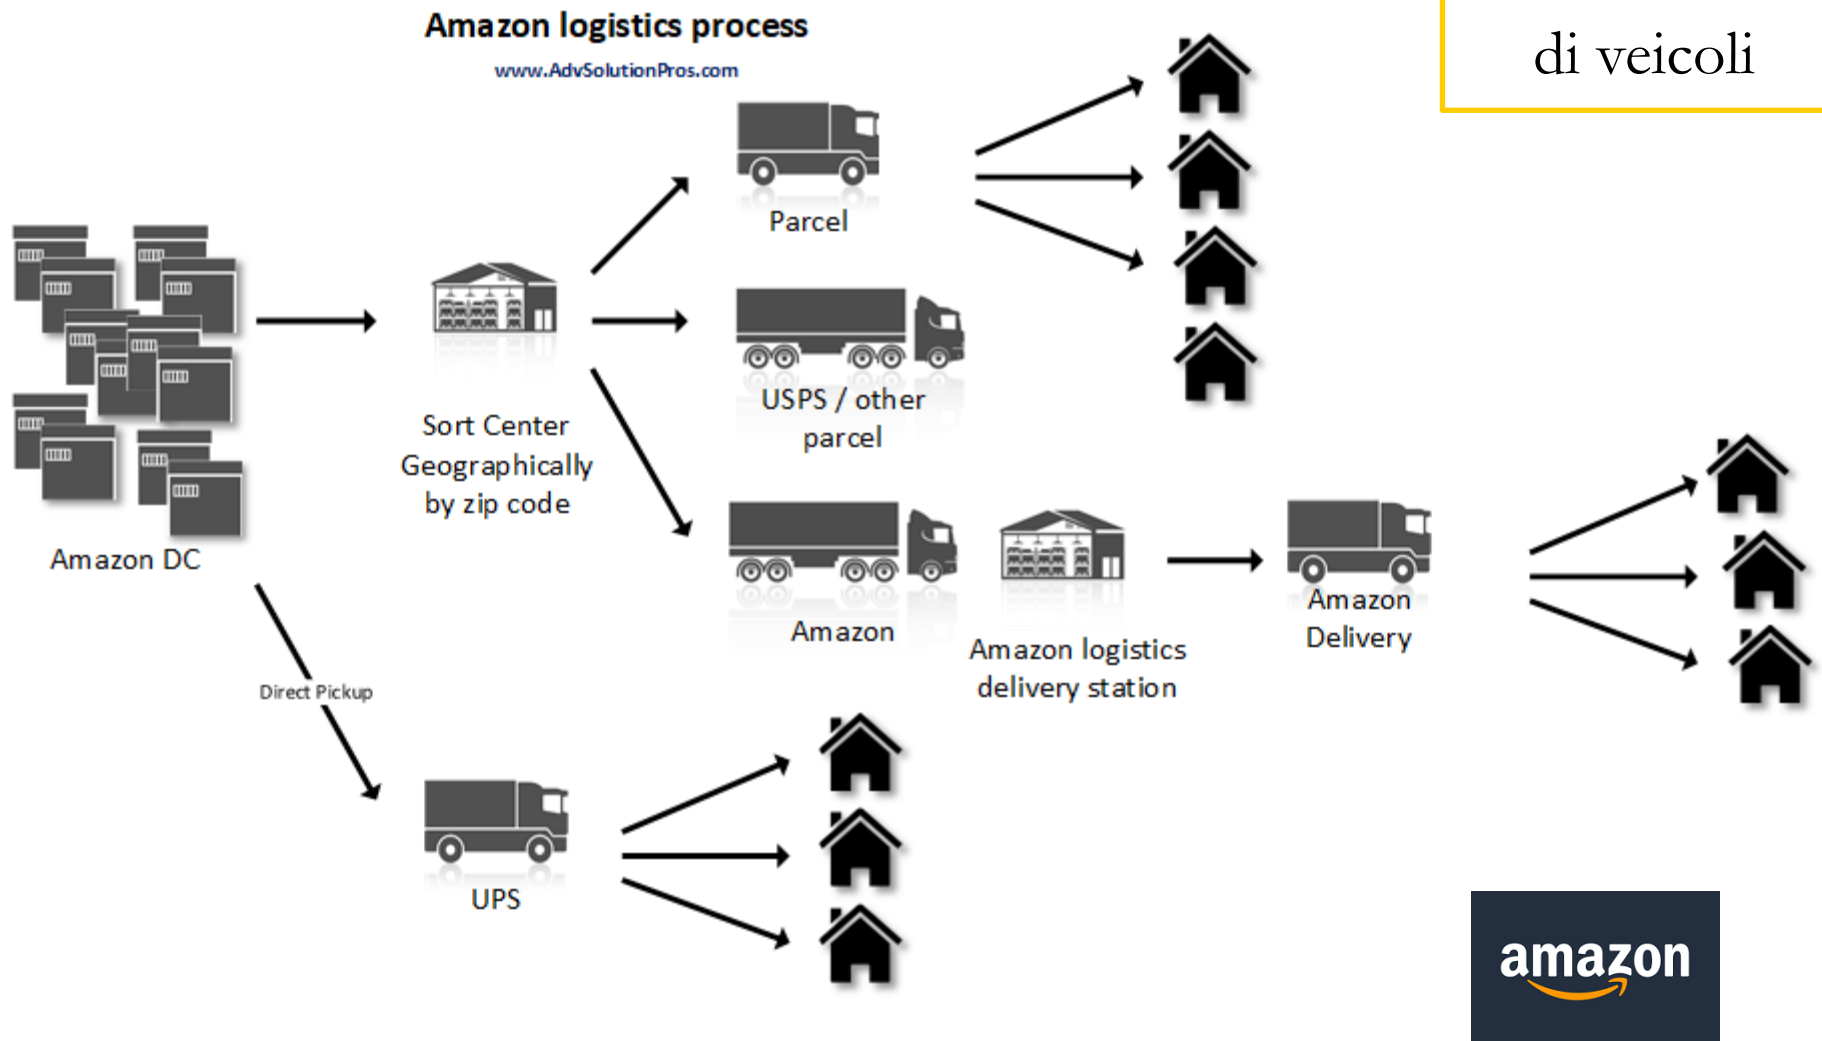 Amazon logistics process
www.AdvSolutionPros.com
di veicoli
Parcel
USPS / other
parcel
Sort Center
Geographically
by zip code
Amazon DC
Amazon
Amazon logistics
delivery station
Amazon
Delivery
Direct Pickup
UPS
amazon